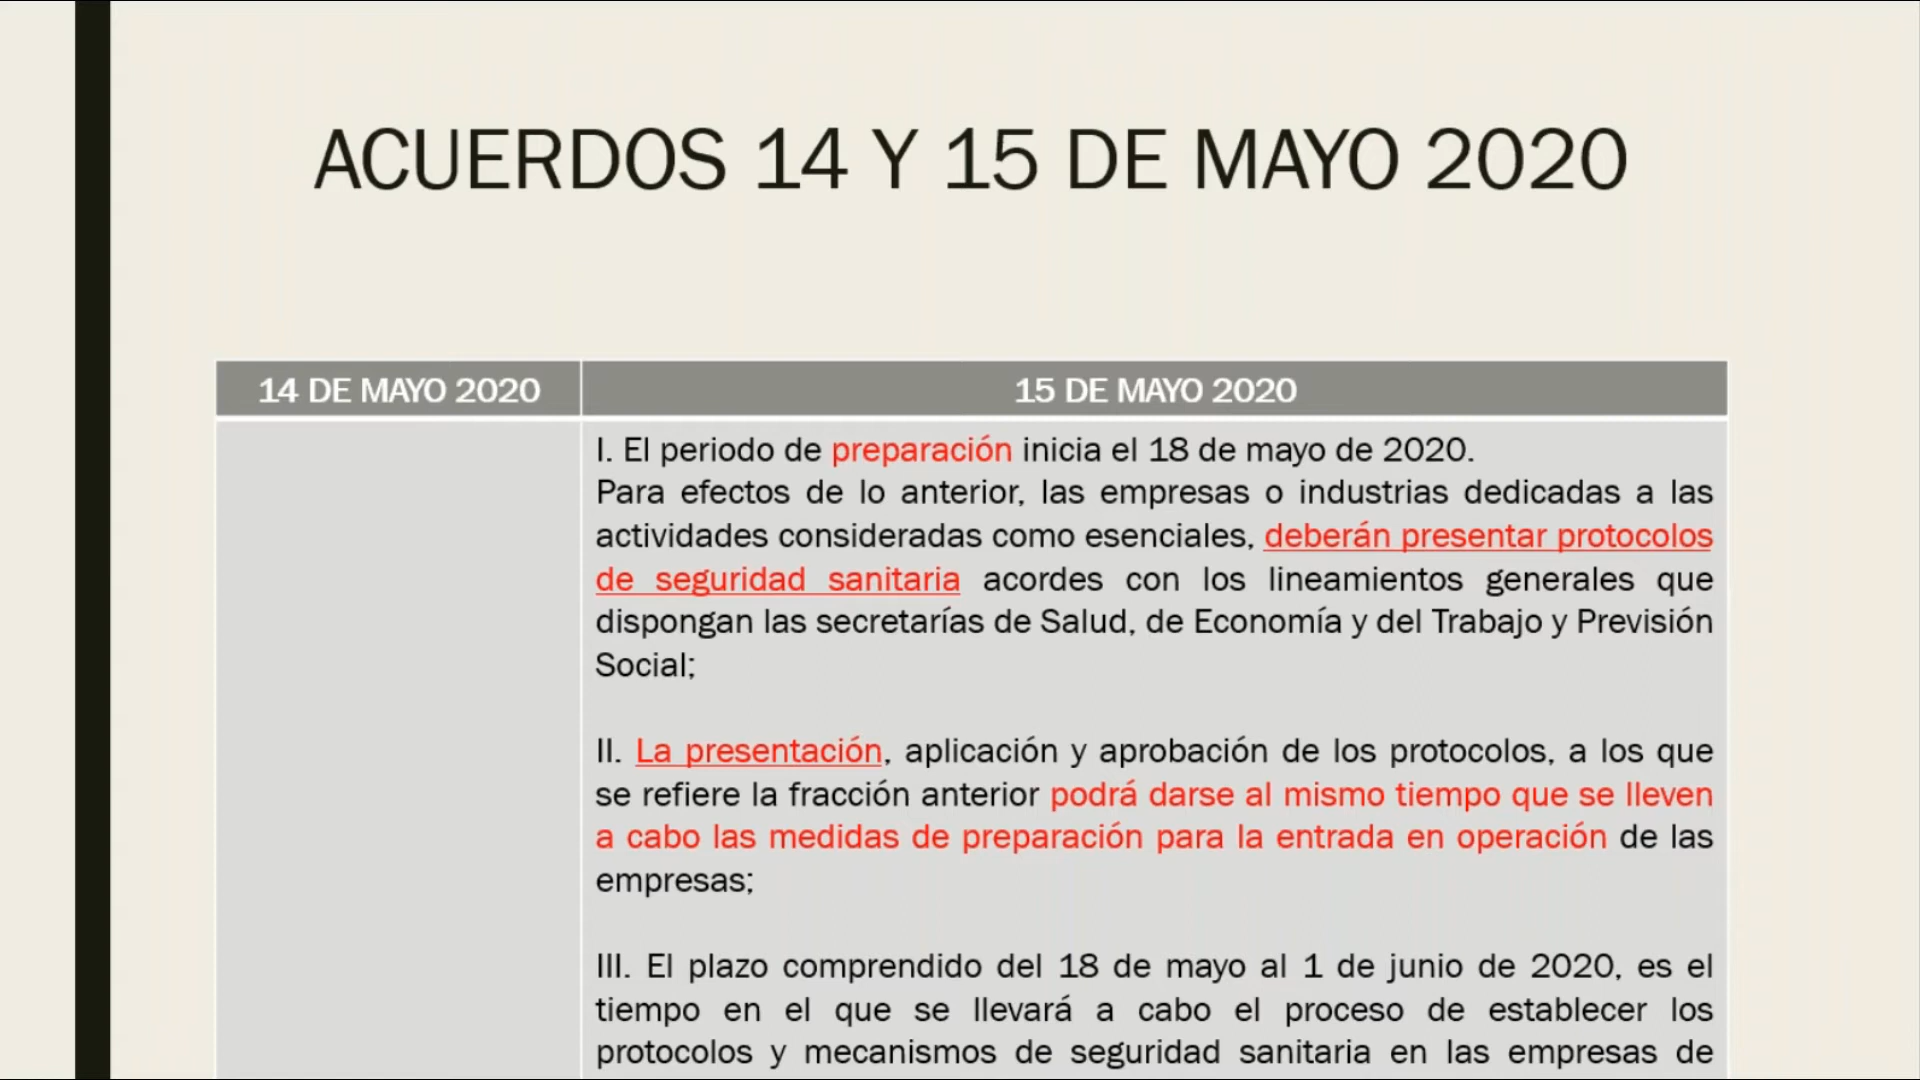 ACUERDOS 14 Y 15 DE MAYO 2020
14 DE MAYO 2020
15 DE MAYO 2020
I. El periodo de preparación inicia el 18 de mayo de 2020.
Para efectos de lo anterior, las empresas o industrias dedicadas a las
actividades consideradas como esenciales, deberán presentar protocolos
de seguridad sanitaria acordes con los lineamientos generales que
dispongan las secretarías de Salud, de Economía y del Trabajo y Previsión
Social;
II. La presentación, aplicación y aprobación de los protocolos, a los que
se refiere la fracción anterior podrá darse al mismo tiempo que se lleven
a cabo las medidas de preparación para la entrada en operación de las
empresas;
III. El plazo comprendido del 18 de mayo al 1 de junio de 2020, es el
tiempo en el que se llevará a cabo el proceso de establecer los
protocolos y mecanismos de seguridad sanitaria en las empresas de